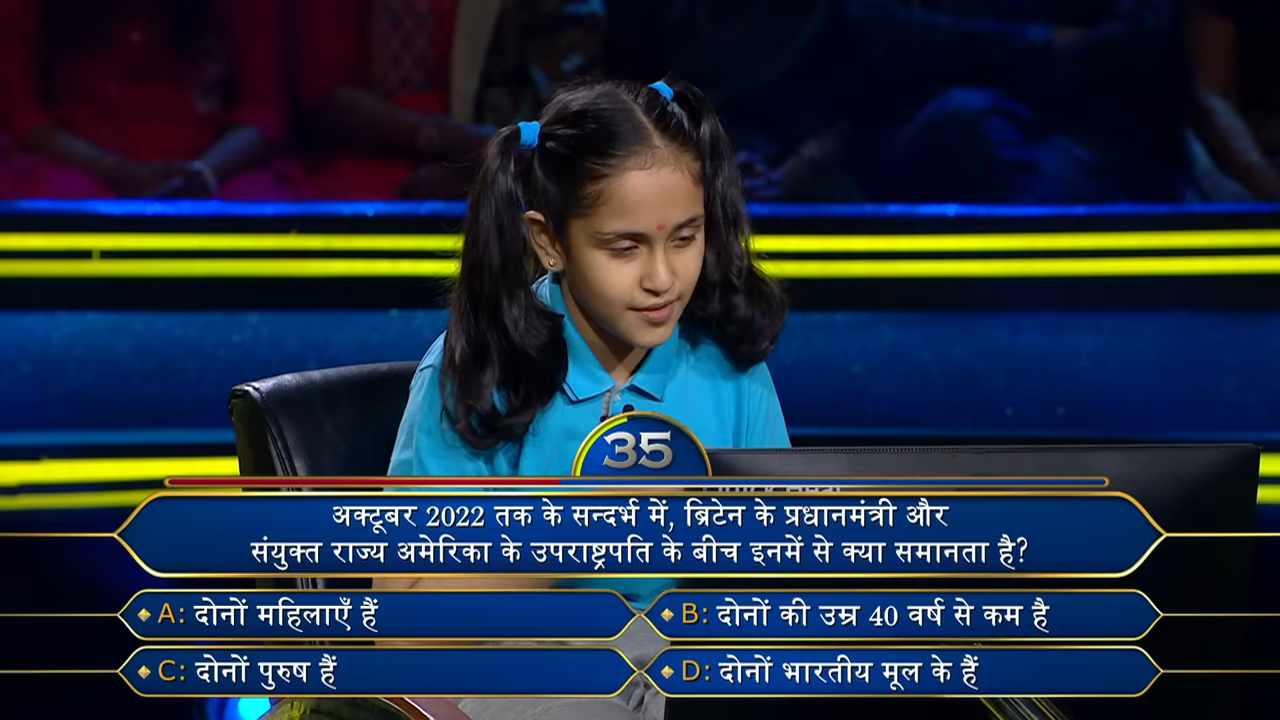 35
अक्टूबर 2022 तक के सन्दर्भ में, ब्रिटेन के प्रधानमंत्री और
संयुक्त राज्य अमेरिका के उपराष्ट्रपति के बीच इनमें से क्या समानता है?
A: दोनों महिलाएँ हैं
B: दोनों की उम्र 40 वर्ष से कम है
C: दोनों पुरुष हैं
D: दोनों भारतीय मूल के हैं